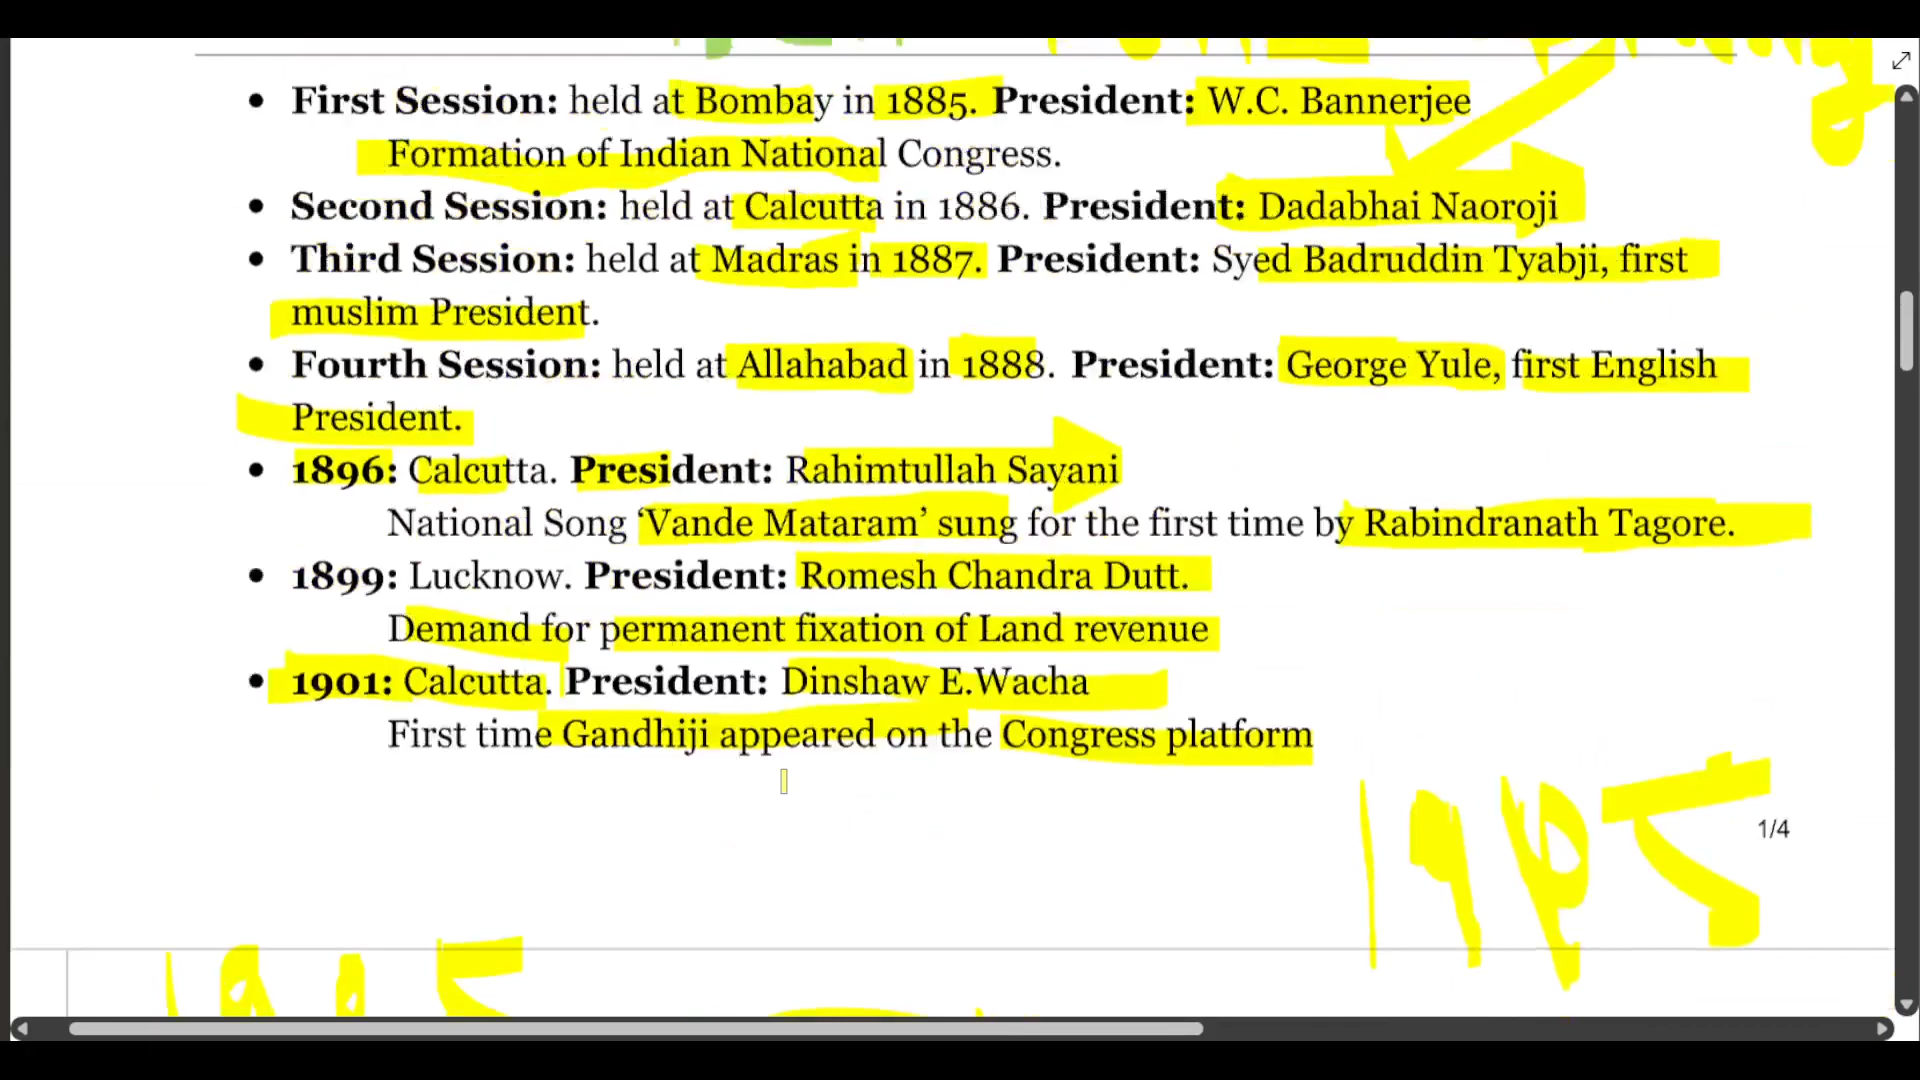 • First Session: held at Bombay in 1885. President: W.C. Bannerjee
Formation of Indian National Congress.
• Second Session: held at Calcutta in 1886. President: Dadabhai Naoroji
• Third Session: held at Madras in 1887. President: Syed Badruddin Tyabji, first
muslim President.
• Fourth Session: held at Allahabad in 1888. President: George Yule, first English
President.
• 1896: Calcutta. President: Rahimtullah Sayani
National Song ‘Vande Mataram’ sung for the first time by Rabindranath Tagore.
• 1899: Lucknow. President: Romesh Chandra Dutt.
Demand for permanent fixation of Land revenue
• 1901: Calcutta. President: Dinshaw E.Wacha
First time Gandhiji appeared on the Congress platform
1/4